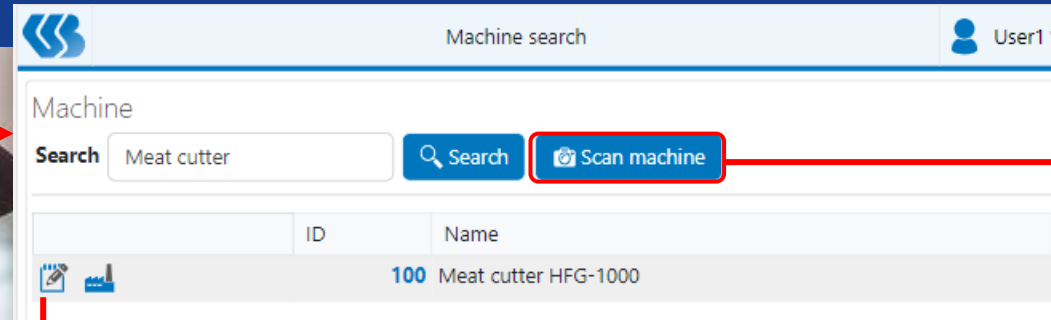 Machine search
User1
Machine
Search Meat cutter Search Scan machine
ID Name
100 Meat cutter HFG-1000